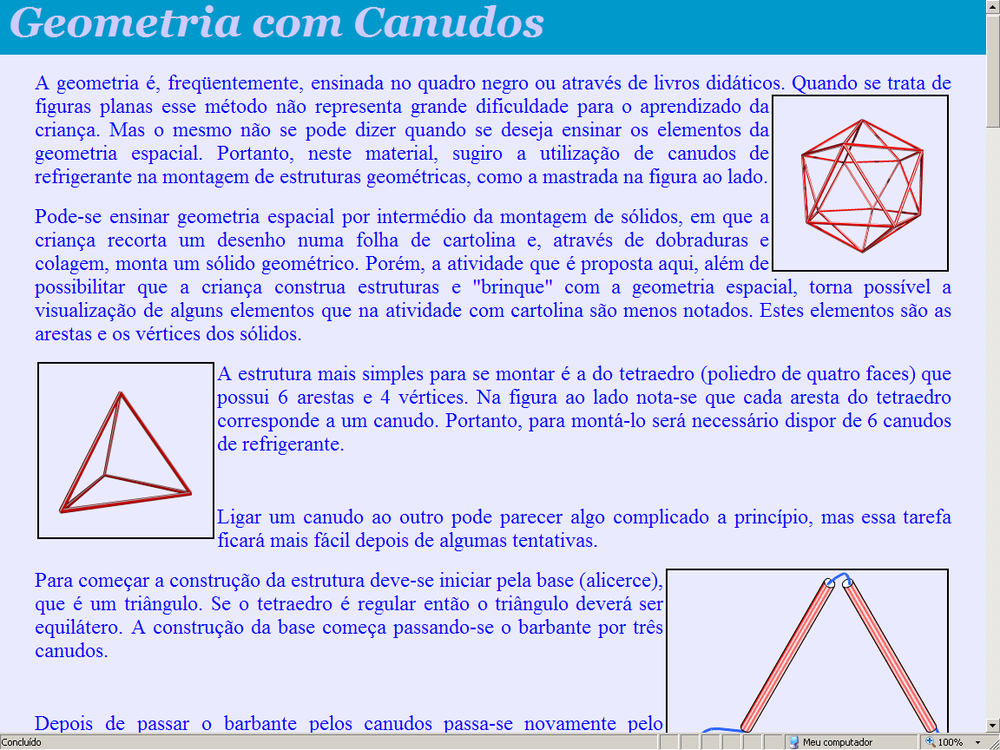 Geometria com Canudos
A geometria é, freqüentemente, ensinada no quadro negro ou através de livros didáticos. Quando se trata de
figuras planas esse método não representa grande dificuldade para o aprendizado da
criança. Mas o mesmo não se pode dizer quando se deseja ensinar os elementos da
geometria espacial. Portanto, neste material, sugiro a utilização de canudos de
refrigerante na montagem de estruturas geométricas, como a mastrada na figura ao lado.
Pode-se ensinar geometria espacial por intermédio da montagem de sólidos, em que a
criança recorta um desenho numa folha de cartolina e, através de dobraduras e
colagem, monta um sólido geométrico. Porém, a atividade que é proposta aqui, além de
possibilitar que a criança construa estruturas e "brinque" com a geometria espacial, torna possível a
visualização de alguns elementos que na atividade com cartolina são menos notados. Estes elementos são as
arestas e os vértices dos sólidos.
A estrutura mais simples para se montar é a do tetraedro (poliedro de quatro faces) que
possui 6 arestas e 4 vértices. Na figura ao lado nota-se que cada aresta do tetraedro
corresponde a um canudo. Portanto, para montá-lo será necessário dispor de 6 canudos
de refrigerante.
Ligar um canudo ao outro pode parecer algo complicado a princípio, mas essa tarefa
ficará mais fácil depois de algumas tentativas.
Para começar a construção da estrutura deve-se iniciar pela base (alicerce),
que é um triângulo. Se o tetraedro é regular então o triângulo deverá ser
equilátero. A construção da base começa passando-se o barbante por três
canudos.
Depois de passar o barbante pelos canudos passa-se novamente pelo
Concluído
Meu computador
100%